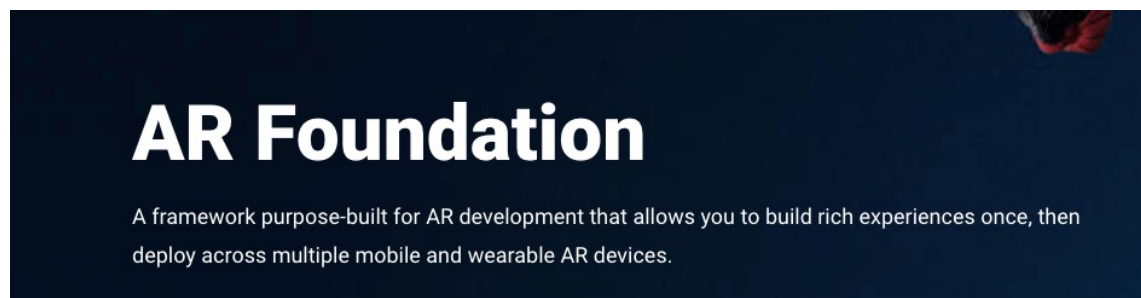 AR Foundation
A framework purpose-built for AR development that allows you to build rich experiences once, then
deploy across multiple mobile and wearable AR devices.